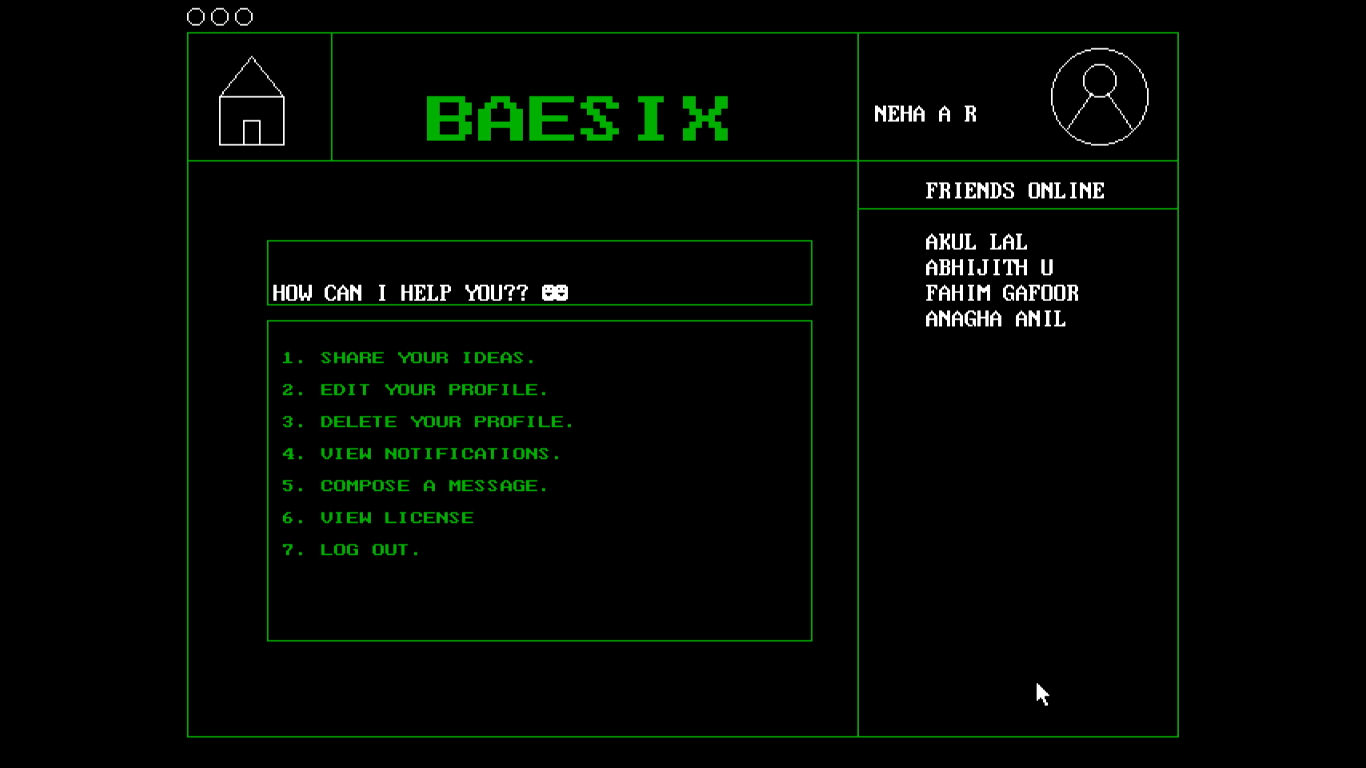 BAESIX
NEHA A R
FRIENDS ONLINE
AKUL LAL
ABHIJITH U
FAHIM GAFOOR
ANAGHA ANIL
HOW CAN I HELP YOU?? ☻☻
1. SHARE YOUR IDEAS.
2. EDIT YOUR PROFILE.
3. DELETE YOUR PROFILE.
4. VIEW NOTIFICATIONS.
5. COMPOSE A MESSAGE.
6. VIEW LICENSE
7. LOG OUT.